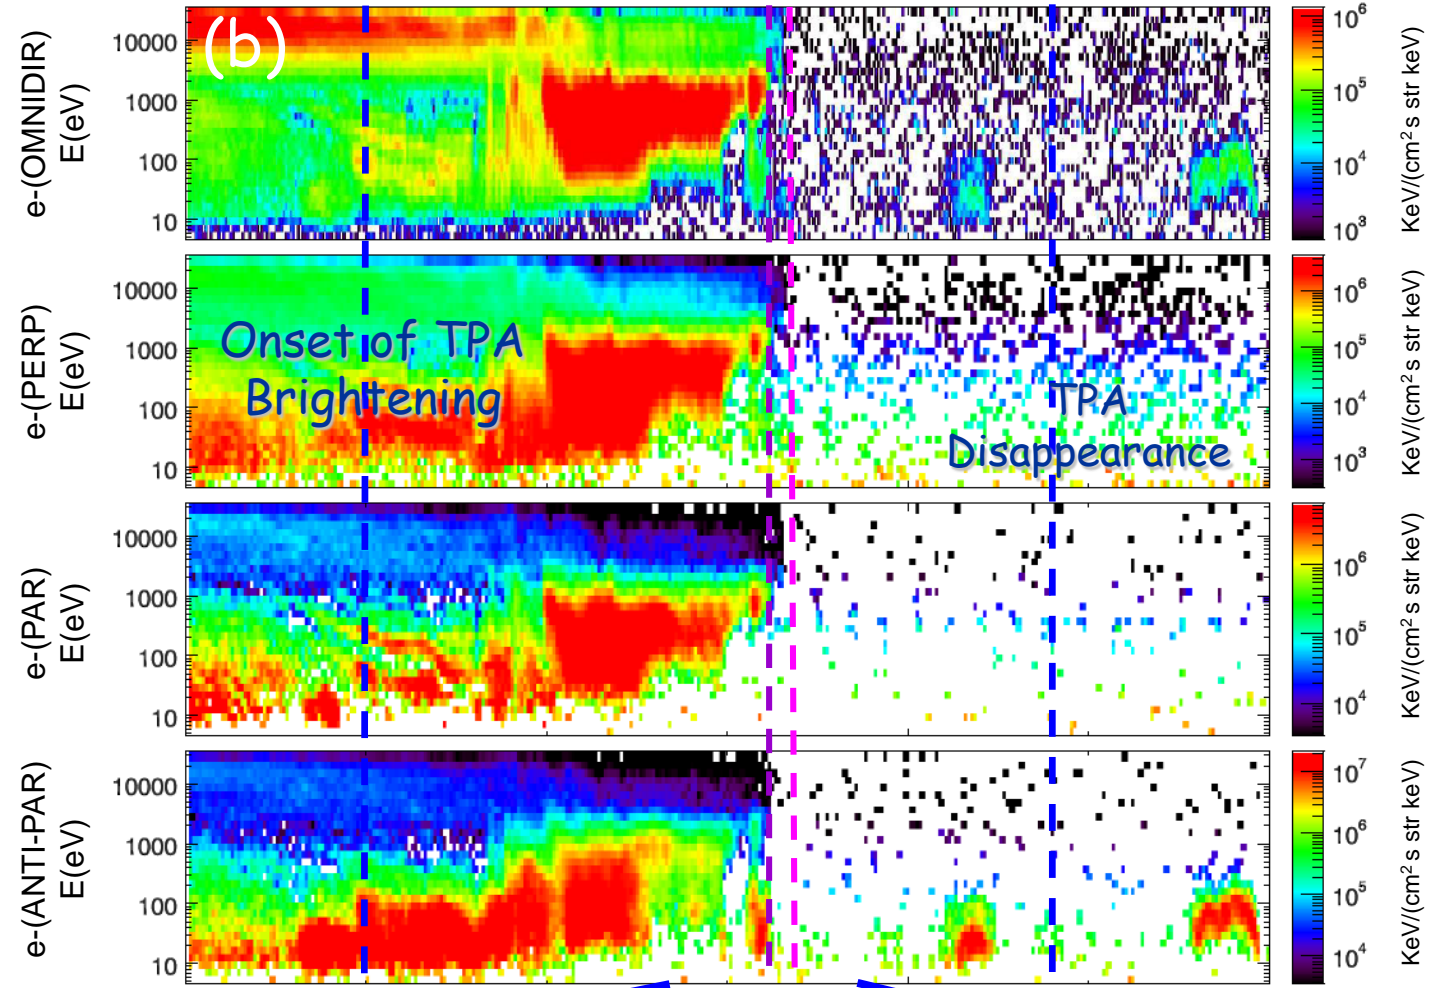 (b)
e-(OMNIDIR)
E(eV)
10000
1000
100
10
10⁶
10⁵
10⁴
10³
KeV/(cm² s str keV)
e-(PERP)
E(eV)
10000
1000
100
10
Onset of TPA
Brightening
TPA
Disappearance
10⁶
10⁵
10⁴
10³
KeV/(cm² s str keV)
e-(PAR)
E(eV)
10000
1000
100
10
10⁶
10⁵
10⁴
KeV/(cm² s str keV)
e-(ANTI-PAR)
E(eV)
10000
1000
100
10
10⁷
10⁶
10⁵
10⁴
KeV/(cm² s str keV)